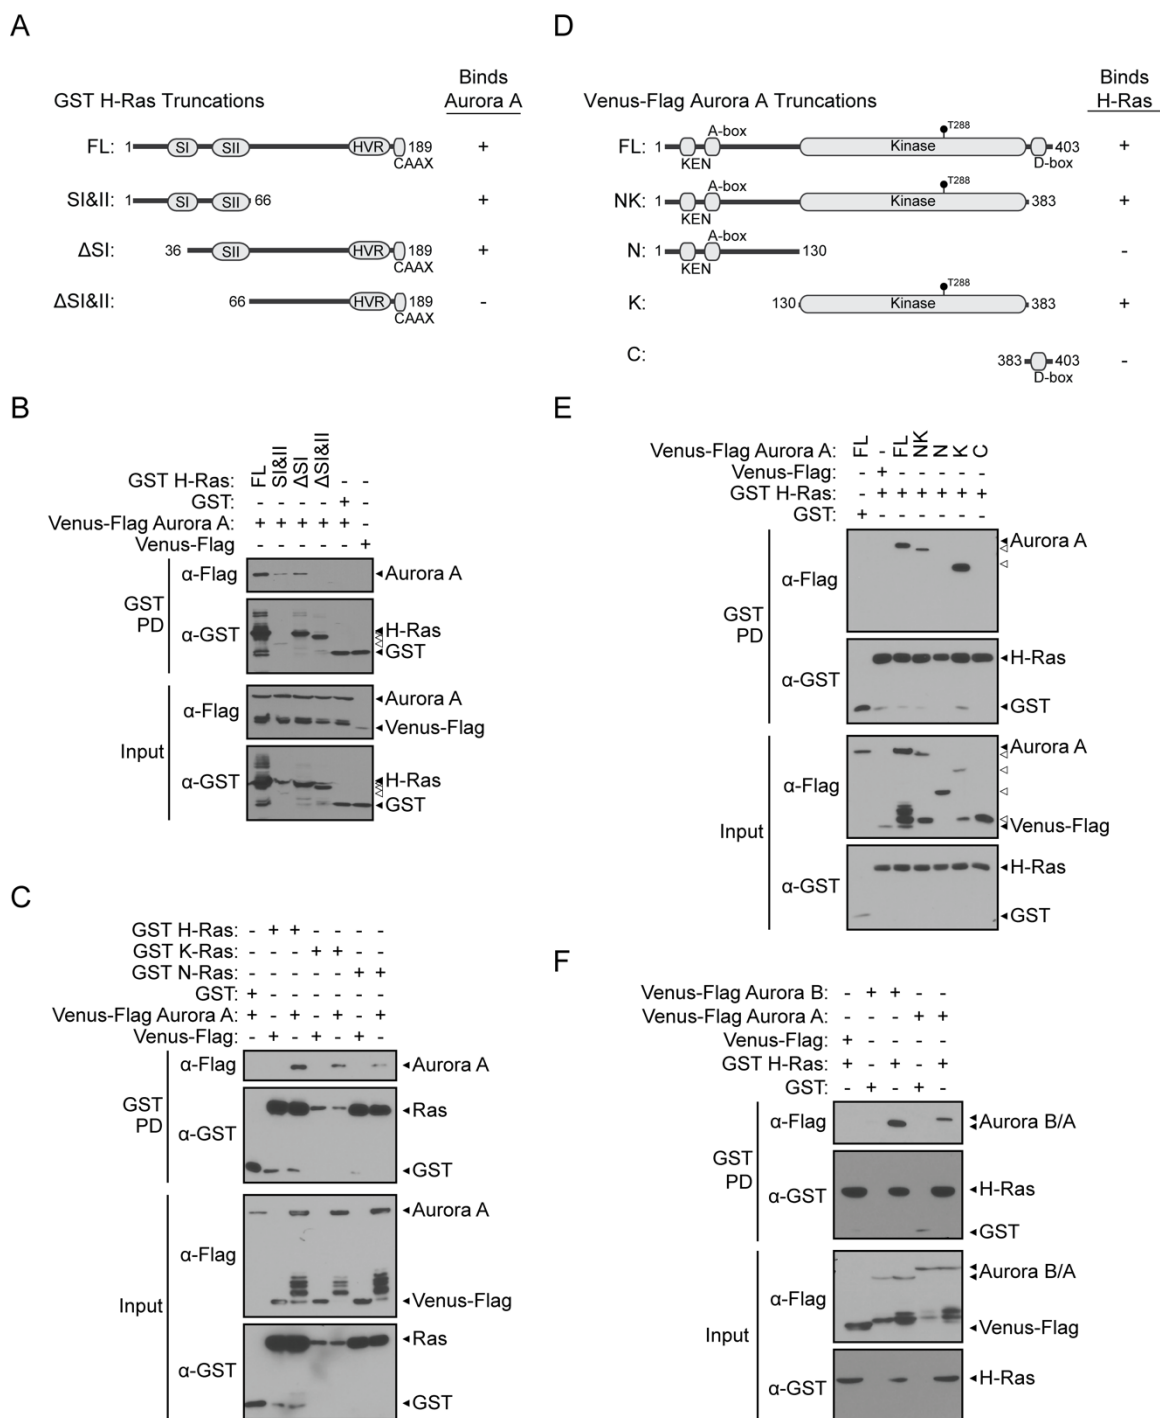 A
GST H-Ras Truncations
Binds
Aurora A
FL: 1 SI SII HVR 189 +
CAAX
SI&II: 1 SI SII 66 +
ΔSI: 36 SII HVR 189 +
CAAX
ΔSI&II: 66 HVR 189 -
CAAX
B
FL SI&II ΔSI ΔSI&II
GST H-Ras: - -
GST: - - - - + -
Venus-Flag Aurora A: + + + + + -
Venus-Flag - - - - - +
GST
PD
α-Flag
Aurora A
α-GST
H-Ras
GST
Input
α-Flag
Aurora A
Venus-Flag
α-GST
H-Ras
GST
C
GST H-Ras: - + + - - - -
GST K-Ras: - - - + + - -
GST N-Ras: - - - - - + +
GST: + - - - - - -
Venus-Flag Aurora A: + - + - + - +
Venus-Flag: - + - + - + -
GST
PD
α-Flag
Aurora A
α-GST
Ras
GST
Input
α-Flag
Aurora A
Venus-Flag
α-GST
Ras
GST
D
Venus-Flag Aurora A Truncations
Binds
H-Ras
FL: 1 KEN A-box Kinase T288 D-box 403 +
NK: 1 KEN A-box Kinase T288 383 +
N: 1 KEN A-box 130 -
K: 130 Kinase T288 383 +
C: 383 D-box 403 -
E
Venus-Flag Aurora A: FL - FL NK N K C
Venus-Flag: - + - - - - -
GST H-Ras: - + + + + + +
GST: + - - - - - -
GST
PD
α-Flag
Aurora A
α-GST
H-Ras
GST
Input
α-Flag
Aurora A
Venus-Flag
α-GST
H-Ras
GST
F
Venus-Flag Aurora B: - + + - -
Venus-Flag Aurora A: - - - + +
Venus-Flag: + - - - -
GST H-Ras: + - + - +
GST: - + - + -
GST
PD
α-Flag
Aurora B/A
α-GST
H-Ras
GST
Input
α-Flag
Aurora B/A
Venus-Flag
α-GST
H-Ras